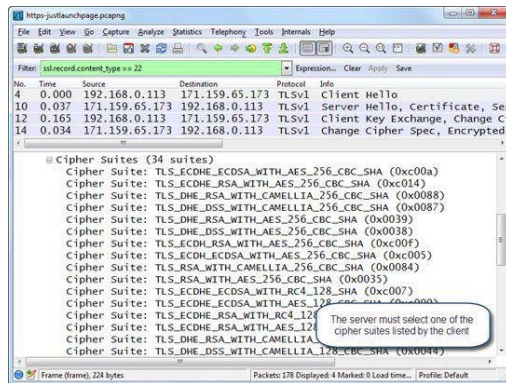 https-justlaunchpage.pcapng
File Edit View Go Capture Analyze Statistics Telephony Tools Internals Help
Filter: ssl.record.content_type == 22 Expression... Clear Apply Save
No. Time Source Destination Protocol Info
4 0.000 192.168.0.113 171.159.65.173 TLSv1 Client Hello
10 0.037 171.159.65.173 192.168.0.113 TLSv1 Server Hello, Certificate, Se
12 0.165 192.168.0.113 171.159.65.173 TLSv1 Client Key Exchange, Change C
14 0.034 171.159.65.173 192.168.0.113 TLSv1 Change Cipher Spec, Encrypted
Cipher Suites (34 suites)
Cipher Suite: TLS_ECDHE_ECDSA_WITH_AES_256_CBC_SHA (0xc00a)
Cipher Suite: TLS_ECDHE_RSA_WITH_AES_256_CBC_SHA (0xc014)
Cipher Suite: TLS_DHE_RSA_WITH_CAMELLIA_256_CBC_SHA (0x0088)
Cipher Suite: TLS_DHE_DSS_WITH_CAMELLIA_256_CBC_SHA (0x0087)
Cipher Suite: TLS_DHE_RSA_WITH_AES_256_CBC_SHA (0x0039)
Cipher Suite: TLS_DHE_DSS_WITH_AES_256_CBC_SHA (0x0038)
Cipher Suite: TLS_ECDH_RSA_WITH_AES_256_CBC_SHA (0xc00f)
Cipher Suite: TLS_ECDH_ECDSA_WITH_AES_256_CBC_SHA (0xc005)
Cipher Suite: TLS_RSA_WITH_CAMELLIA_256_CBC_SHA (0x0084)
Cipher Suite: TLS_RSA_WITH_AES_256_CBC_SHA (0x0035)
Cipher Suite: TLS_ECDHE_ECDSA_WITH_RC4_128_SHA (0xc007)
Cipher Suite: TLS_ECDHE_ECDSA_WITH_AES_128_CBC_SHA
Cipher Suite: TLS_ECDHE_RSA_WITH_RC4_128
Cipher Suite: TLS_ECDHE_RSA_WITH_AES_128
Cipher Suite: TLS_DHE_RSA_WITH_CAMELLIA
Cipher Suite: TLS_DHE_DSS_WITH_CAMELLIA_128_CBC_SHA (0x0044)
The server must select one of the
cipher suites listed by the client
Frame (frame), 224 bytes Packets: 178 Displayed: 4 Marked: 0 Load time... Profile: Default